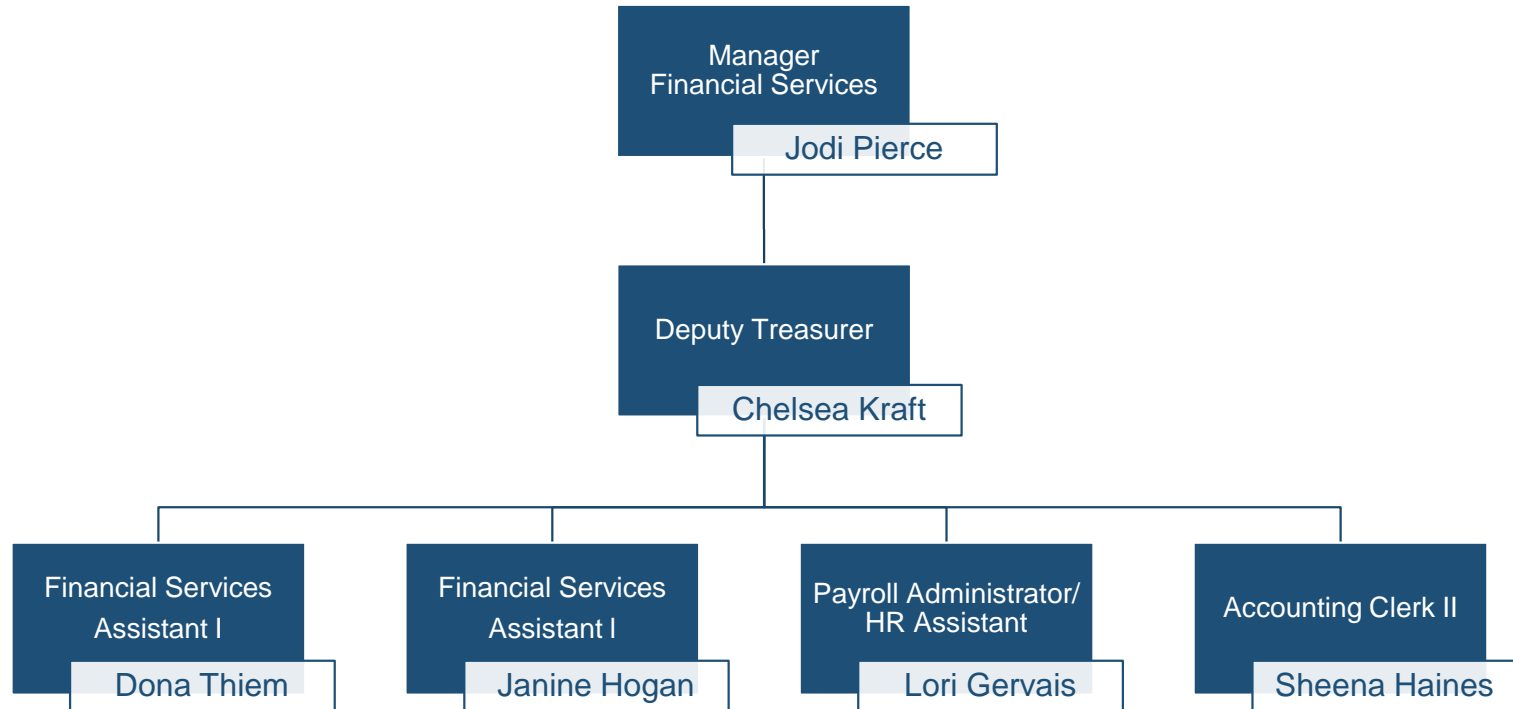 Manager
Financial Services
Jodi Pierce
Deputy Treasurer
Chelsea Kraft
Financial Services
Assistant I
Dona Thiem
Financial Services
Assistant I
Janine Hogan
Payroll Administrator/
HR Assistant
Lori Gervais
Accounting Clerk II
Sheena Haines